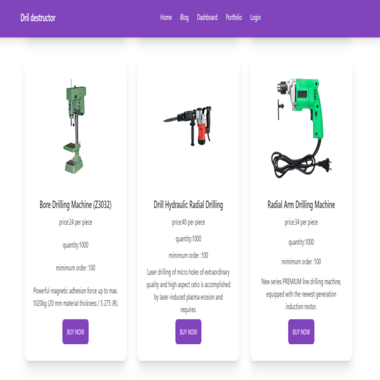 Dril destructor
Home Blog Dashboard Portfolio Login
Bore Drilling Machine (Z3032)
price:24 per piece
quantity:1000
mimimum order :100
Powerful magnetic adhesion force up to max.
1020kg (20 mm material thickness / S 275 JR;
BUY NOW
Drill Hydraulic Radial Drilling
price:40 per piece
quantity:1000
mimimum order :100
Laser drilling of micro holes of extraordinary
quality and high aspect ratio is accomplished
by laser-induced plasma erosion and
requires.
BUY NOW
Radial Arm Drilling Machine
price:34 per piece
quantity:1000
mimimum order :100
New series PREMIUM line drilling machine,
equipped with the newest generation
induction motor.
BUY NOW